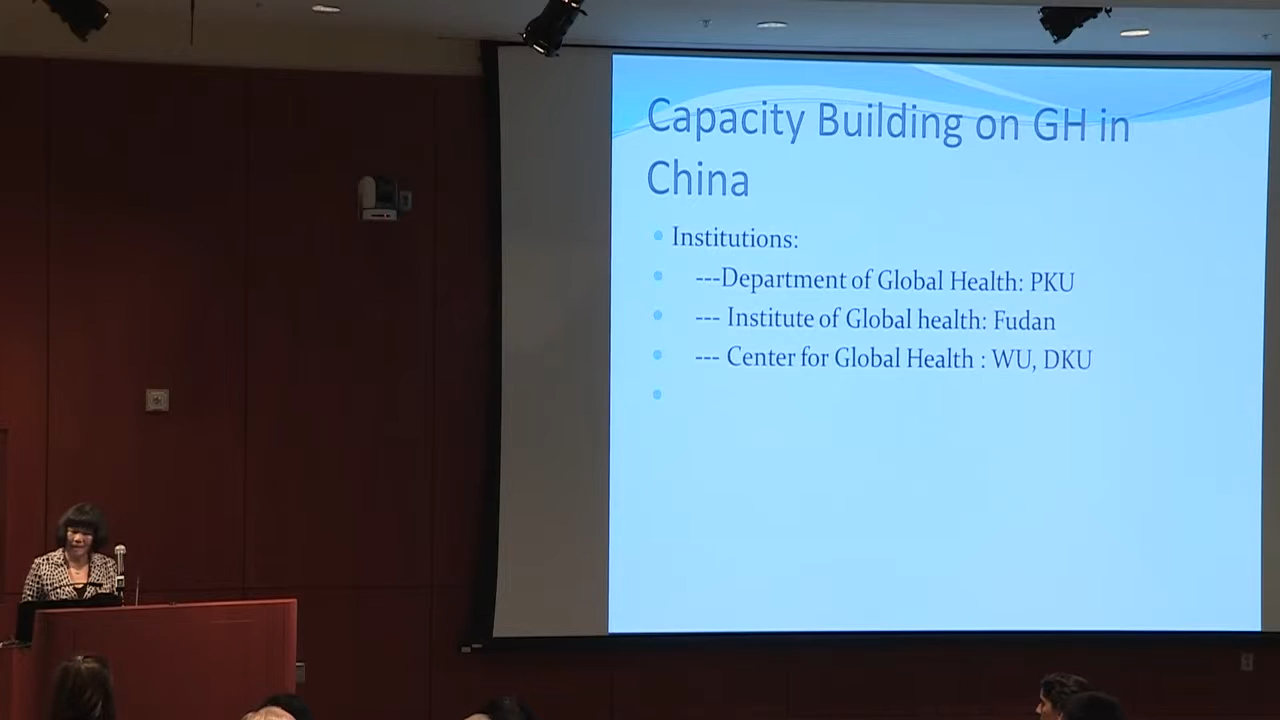 Capacity Building on GH in
China
Institutions:
---Department of Global Health: PKU
--- Institute of Global health: Fudan
--- Center for Global Health : WU, DKU